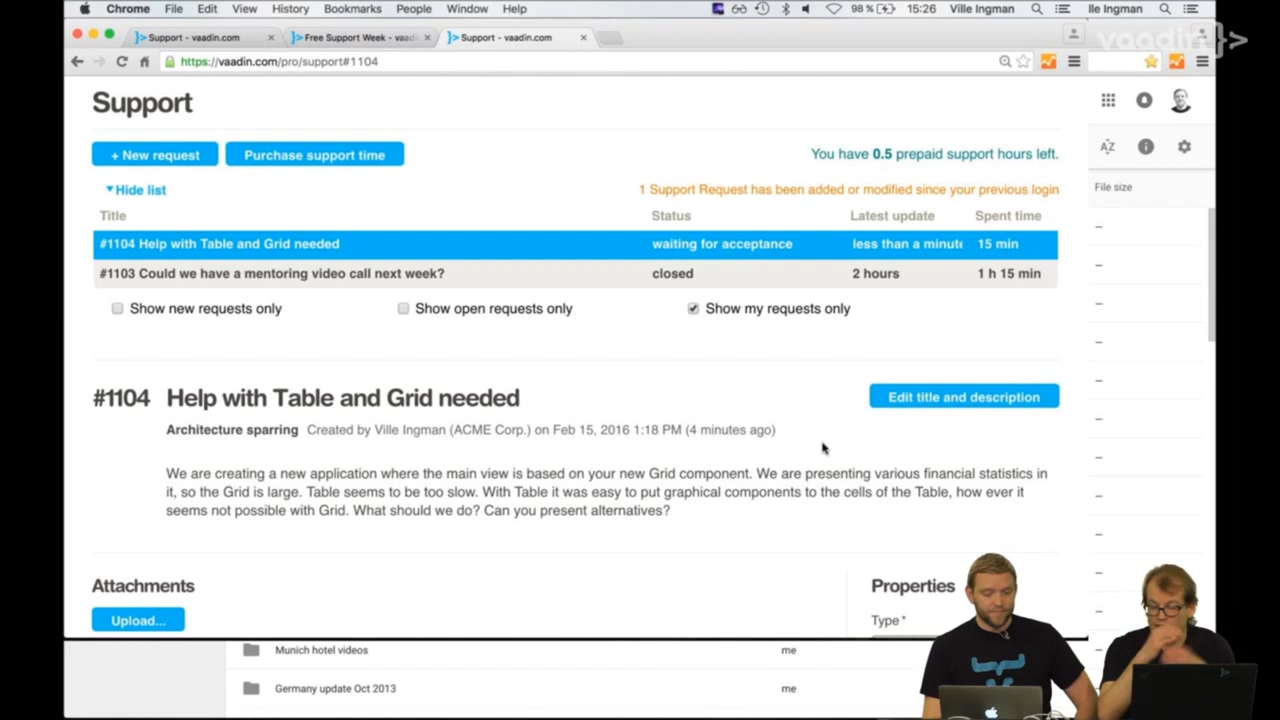 Chrome File Edit View History Bookmarks People Window Help 98% 15:26 Ville Ingman lle Ingman
Support - vaadin.com Free Support Week - vaadi Support - vaadin.com
vaadin}>
https://vaadin.com/pro/support#1104
Support
+ New request Purchase support time You have 0.5 prepaid support hours left.
Hide list 1 Support Request has been added or modified since your previous login
Title Status Latest update Spent time
#1104 Help with Table and Grid needed waiting for acceptance less than a minute 15 min
#1103 Could we have a mentoring video call next week? closed 2 hours 1 h 15 min
Show new requests only Show open requests only Show my requests only
AZ
File size
#1104 Help with Table and Grid needed Edit title and description
Architecture sparring Created by Ville Ingman (ACME Corp.) on Feb 15, 2016 1:18 PM (4 minutes ago)
We are creating a new application where the main view is based on your new Grid component. We are presenting various financial statistics in
it, so the Grid is large. Table seems to be too slow. With Table it was easy to put graphical components to the cells of the Table, how ever it
seems not possible with Grid. What should we do? Can you present alternatives?
Attachments Properties
Upload... Type *
Munich hotel videos me
Germany update Oct 2013 me